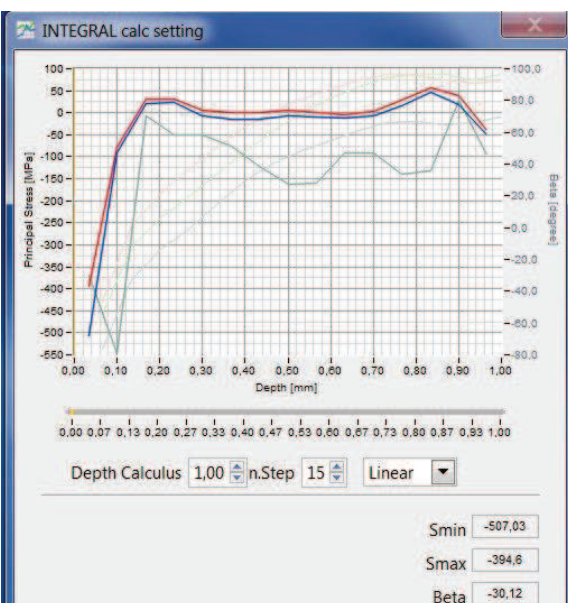 INTEGRAL calc setting
100
50
0
-50
-100
-150
-200
-250
-300
-350
-400
-450
-500
-550
Principal Stress [MPa]
100,0
80,0
60,0
40,0
20,0
0,0
-20,0
-40,0
-60,0
-80,0
Beta [degree]
0,00 0,10 0,20 0,30 0,40 0,50 0,60 0,70 0,80 0,90 1,00
Depth [mm]
0,00 0,07 0,13 0,20 0,27 0,33 0,40 0,47 0,53 0,60 0,67 0,73 0,80 0,87 0,93 1,00
Depth Calculus 1,00 n.Step 15 Linear
Smin -507,03
Smax -394,6
Beta -30,12